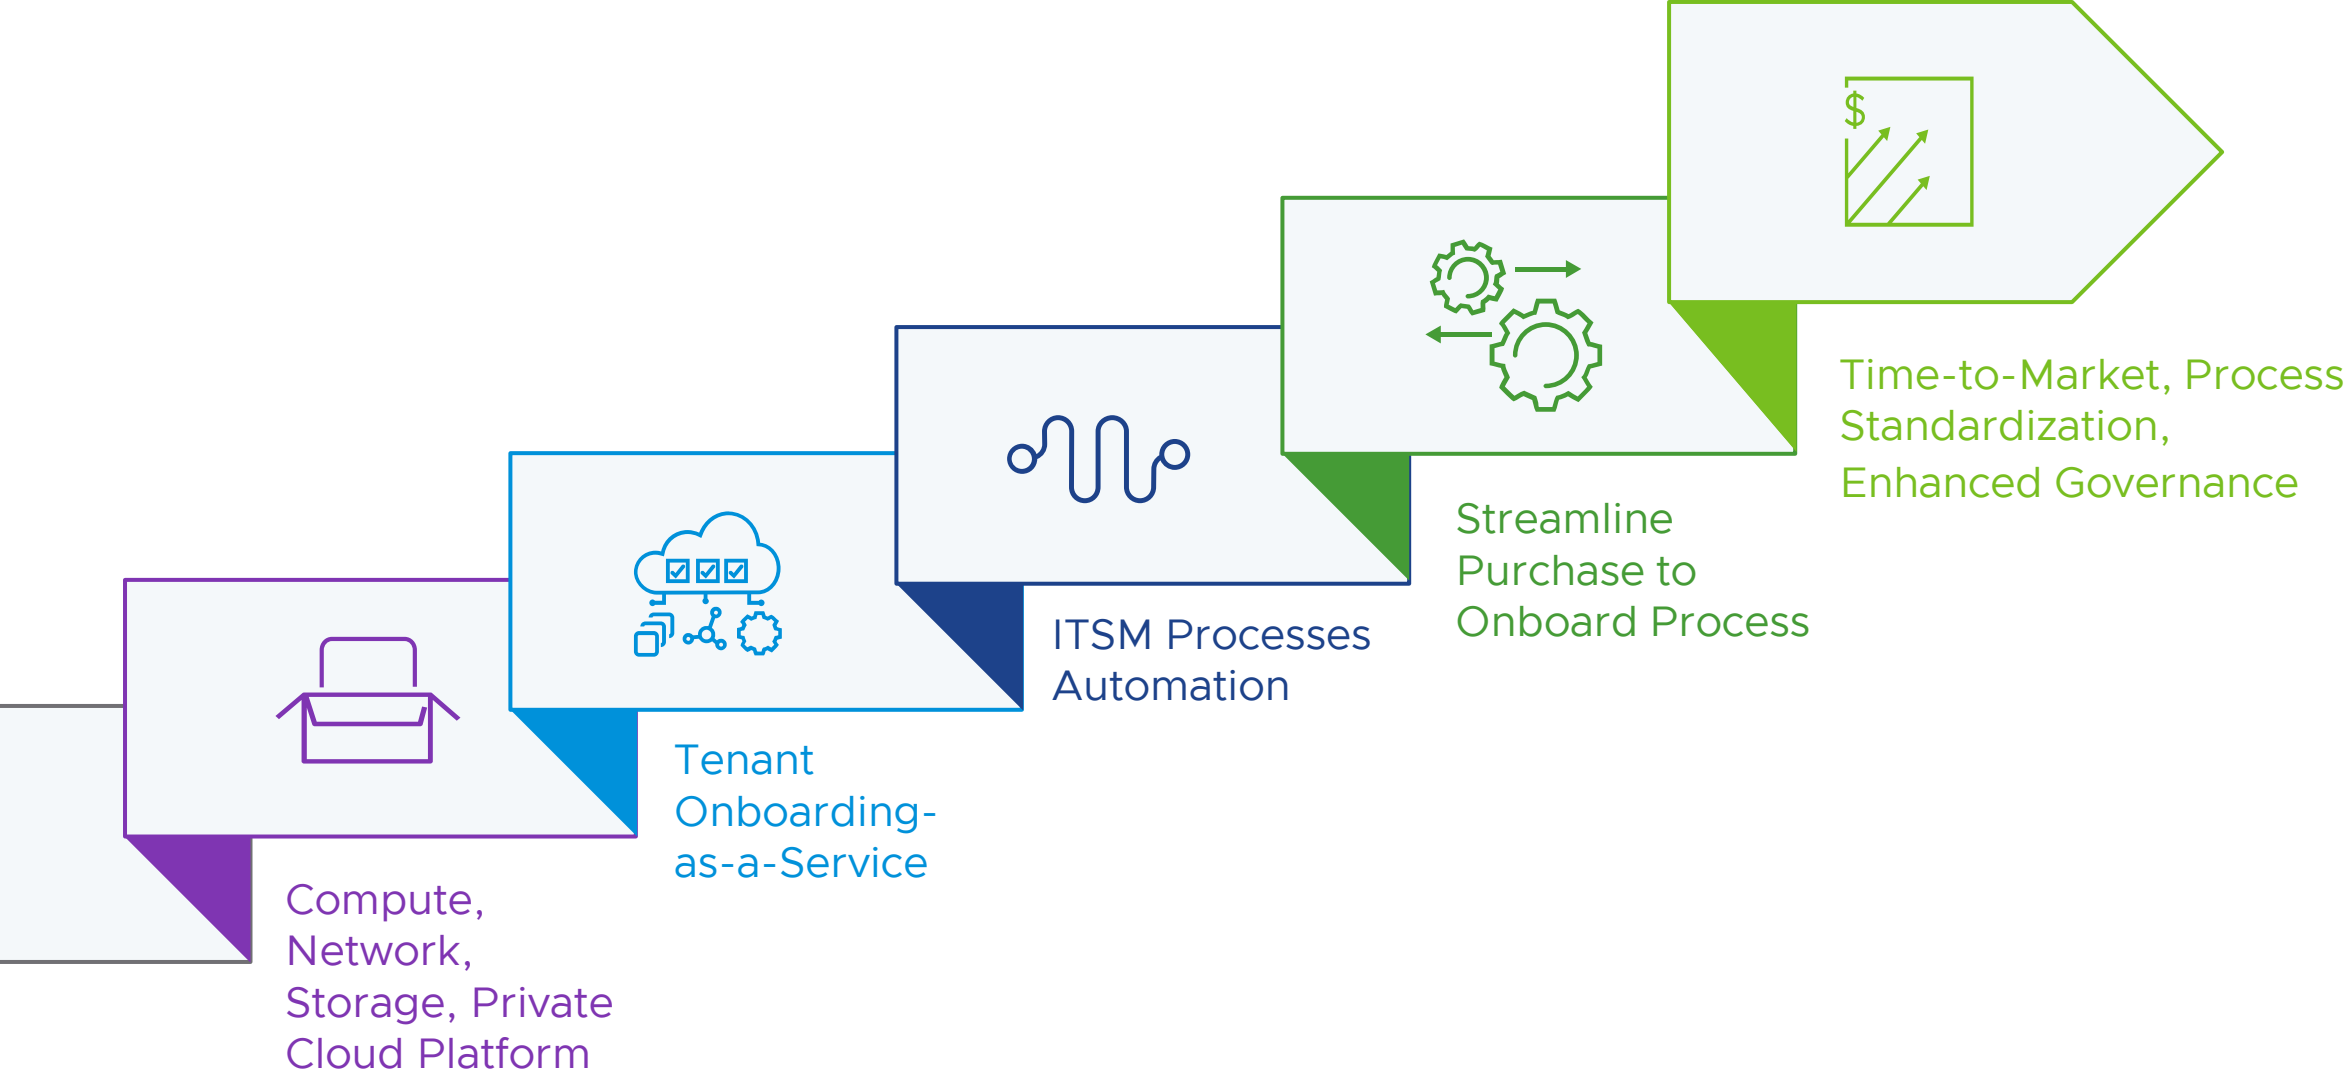 $
Time-to-Market, Process
Standardization,
Enhanced Governance
Streamline
Purchase to
Onboard Process
ITSM Processes
Automation
Tenant
Onboarding-
as-a-Service
Compute,
Network,
Storage, Private
Cloud Platform